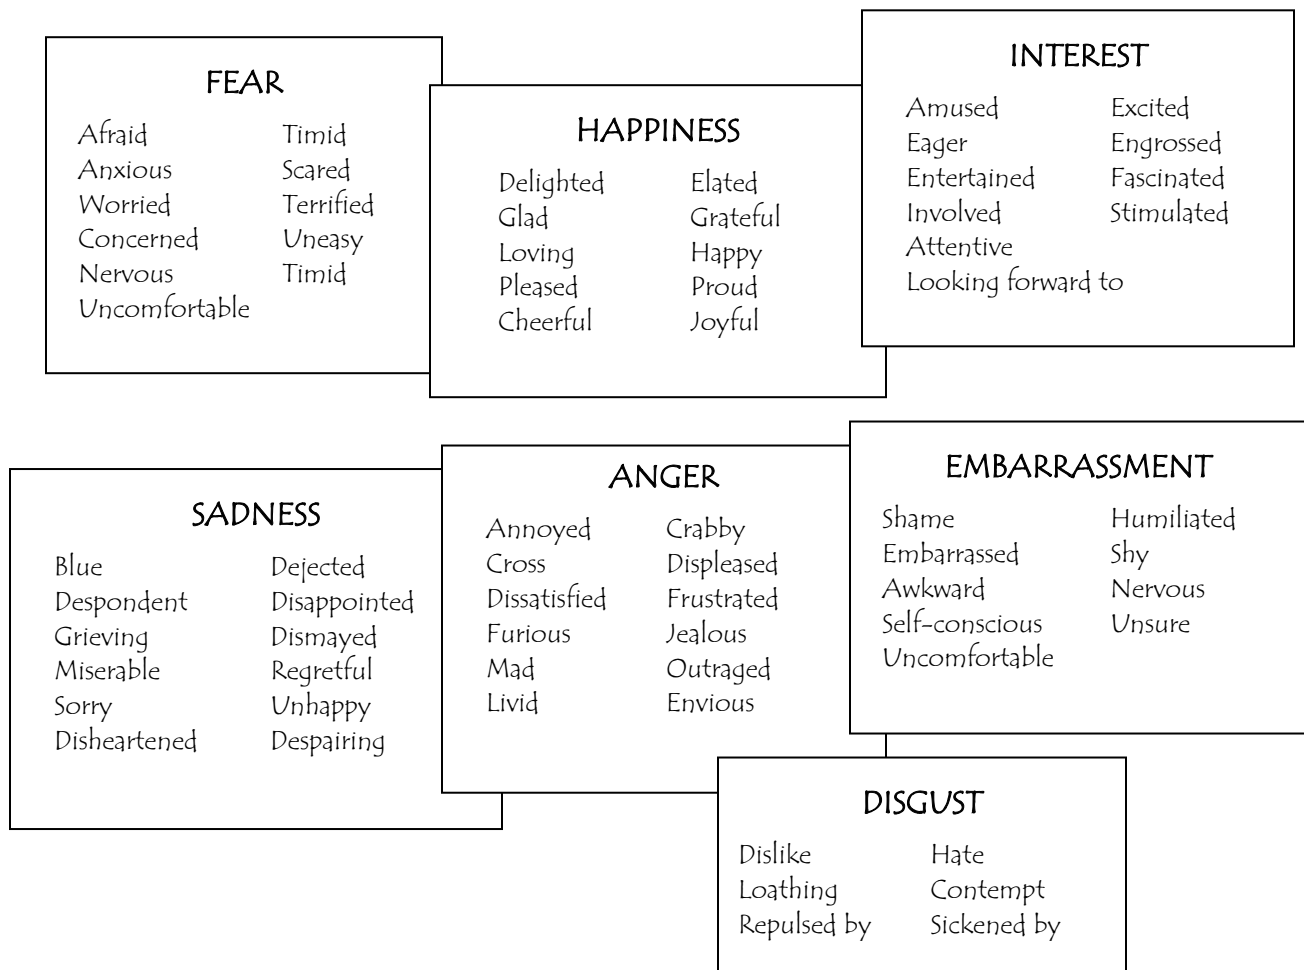 FEAR
Afraid Timid
Anxious Scared
Worried Terrified
Concerned Uneasy
Nervous Timid
Uncomfortable
HAPPINESS
Delighted Elated
Glad Grateful
Loving Happy
Pleased Proud
Cheerful Joyful
INTEREST
Amused Excited
Eager Engrossed
Entertained Fascinated
Involved Stimulated
Attentive
Looking forward to
SADNESS
Blue Dejected
Despondent Disappointed
Grieving Dismayed
Miserable Regretful
Sorry Unhappy
Disheartened Despairing
ANGER
Annoyed Crabby
Cross Displeased
Dissatisfied Frustrated
Furious Jealous
Mad Outraged
Livid Envious
EMBARRASSMENT
Shame Humiliated
Embarrassed Shy
Awkward Nervous
Self-conscious Unsure
Uncomfortable
DISGUST
Dislike Hate
Loathing Contempt
Repulsed by Sickened by